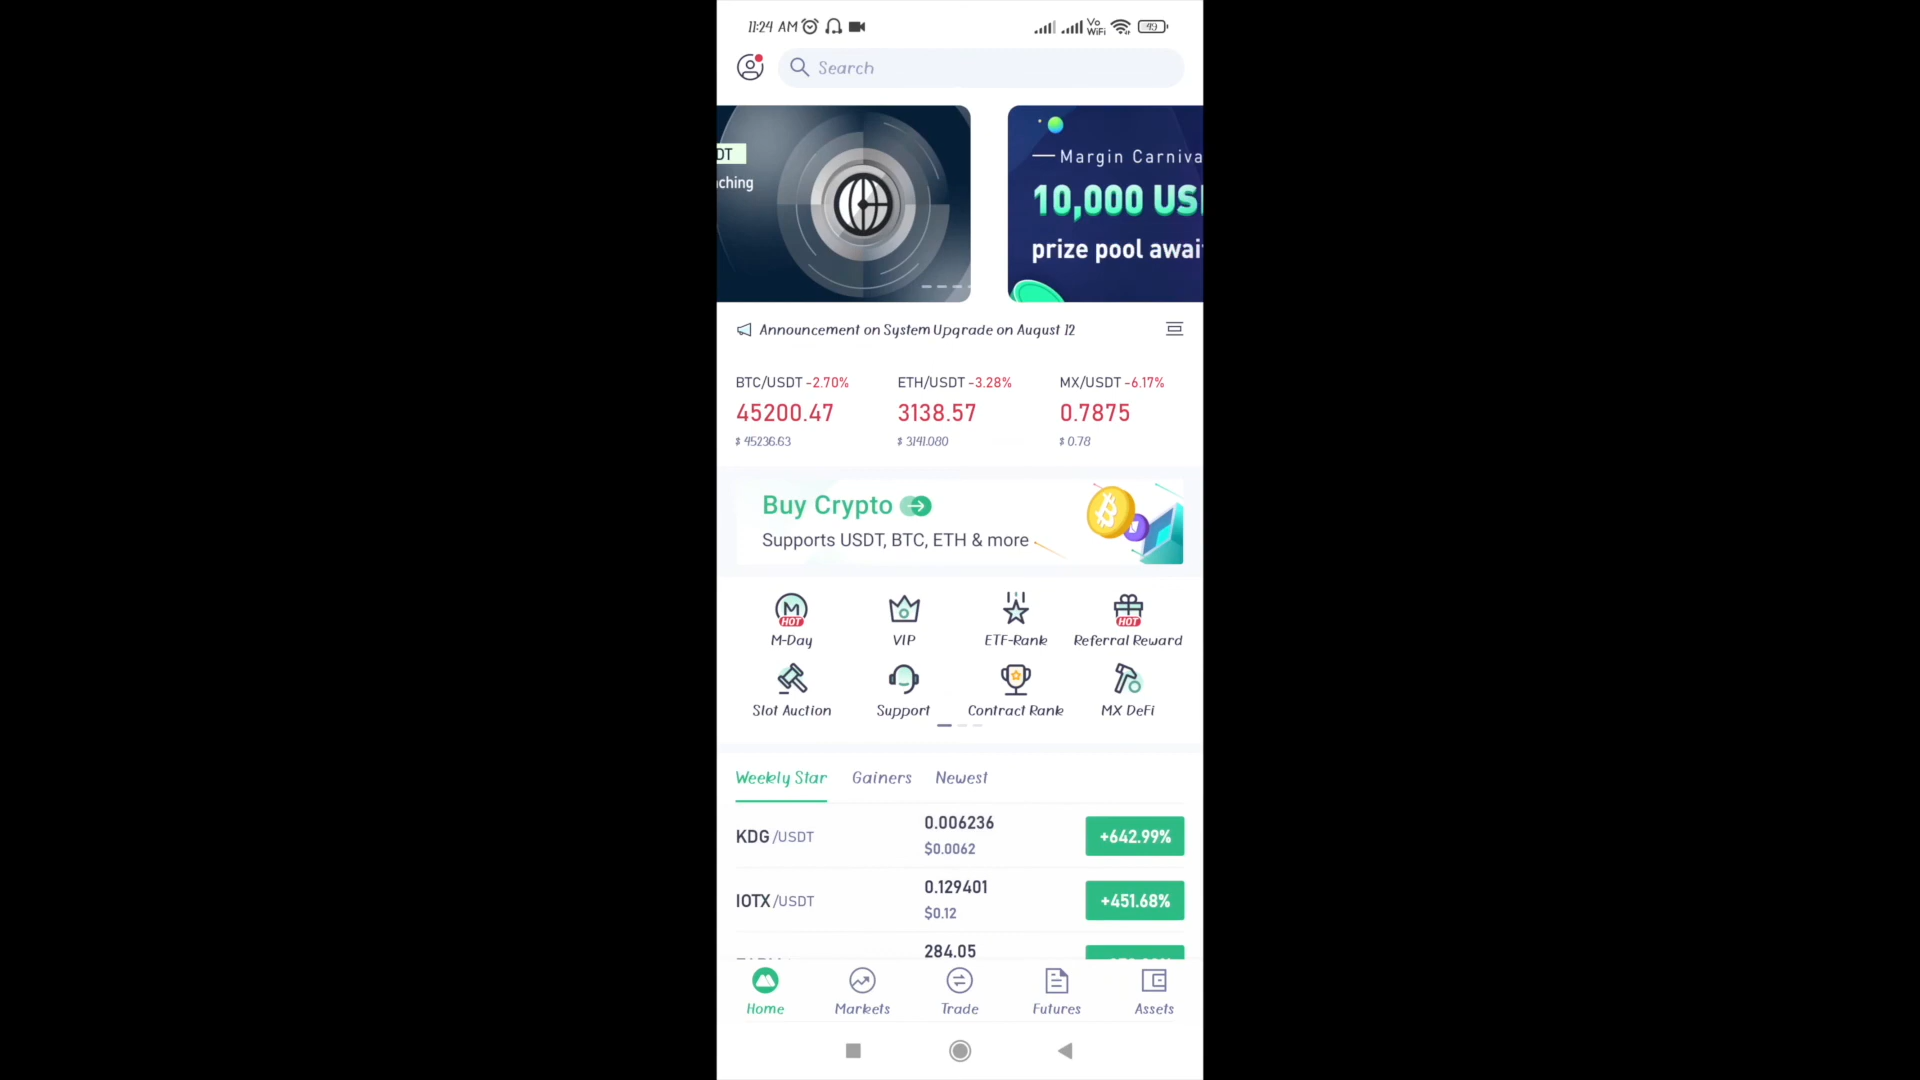 11:24 AM
Vo
WiFi
49
Search
DT
ching
Margin Carniva
10,000 US
prize pool awai
Announcement on System Upgrade on August 12
BTC/USDT -2.70%
ETH/USDT -3.28%
MX/USDT -6.17%
45200.47
3138.57
0.7875
$ 45236.63
$ 3141.080
$ 0.78
Buy Crypto
Supports USDT, BTC, ETH & more
M
HOT
HOT
M-Day
VIP
ETF-Rank
Referral Reward
Slot Auction
Support
Contract Rank
MX DeFi
Weekly Star
Gainers
Newest
KDG /USDT
0.006236
$0.0062
+642.99%
IOTX /USDT
0.129401
$0.12
+451.68%
284.05
Home
Markets
Trade
Futures
Assets